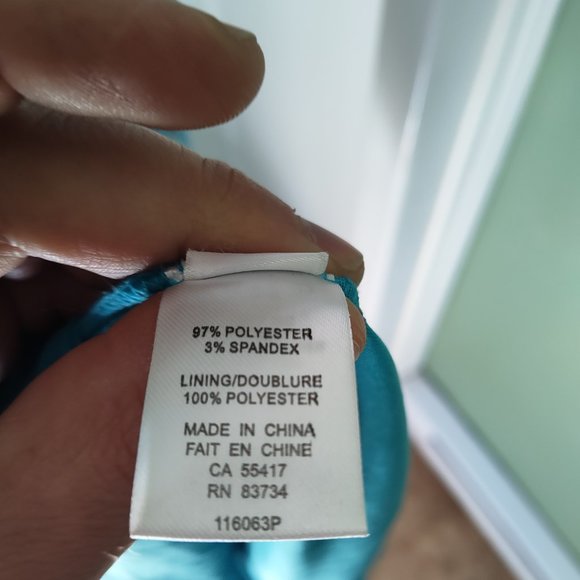 97% POLYESTER
3% SPANDEX
LINING/DOUBLURE
100% POLYESTER
MADE IN CHINA
FAIT EN CHINE
CA 55417
RN 83734
116063P